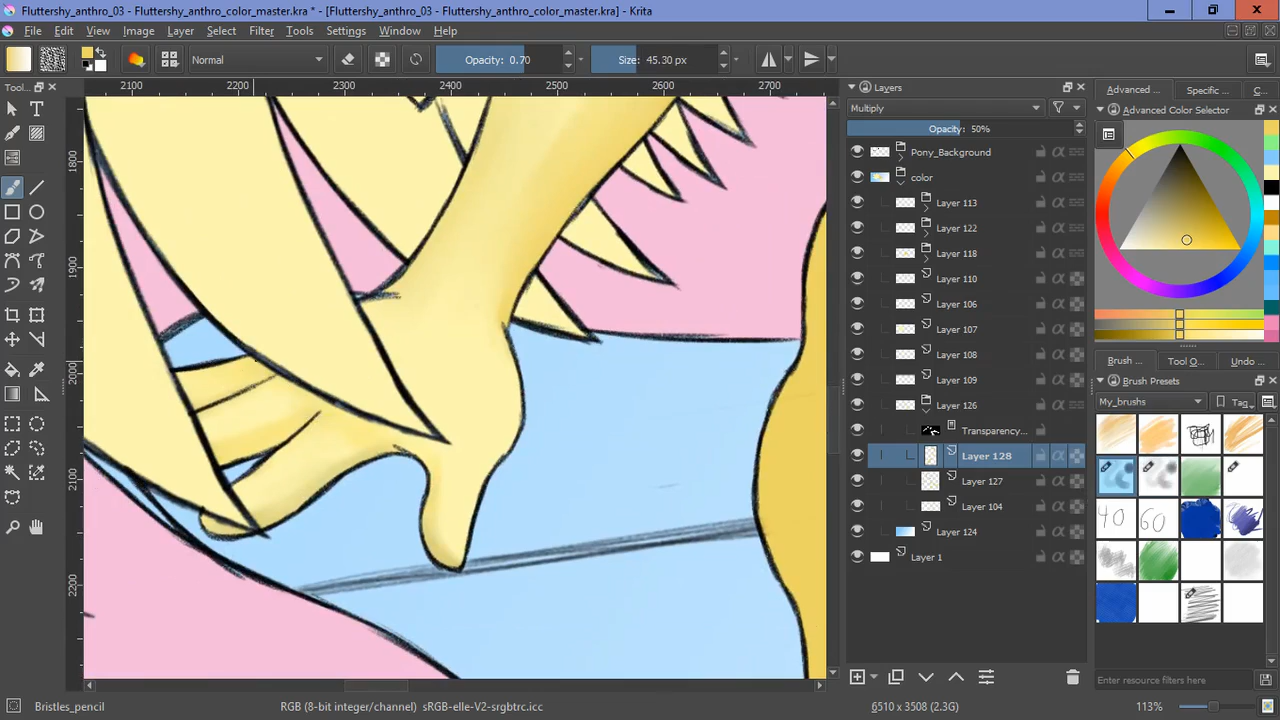 Fluttershy_anthro_03 - Fluttershy_anthro_color_master.kra * - [Fluttershy_anthro_03 - Fluttershy_anthro_color_master.kra] - Krita
File Edit View Image Layer Select Filter Tools Settings Window Help
Normal Opacity: 0.70 Size: 45.30 px
Tool... 2100 2200 2300 2400 2500 2600 2700 Layers Advanced ... Specific ... C...
Multiply Advanced Color Selector
Opacity: 50%
Pony_Background
color
Layer 113
Layer 122
Layer 118
Layer 110
Layer 106
Layer 107
Layer 108
Layer 109
Layer 126
Transparency...
Layer 128
Layer 127
Layer 104
Layer 124
Layer 1
1800
1900
2000
2100
2200
Brush ... Tool O... Undo ...
Brush Presets
My_brushes Tag
40 60
Enter resource filters here
Bristles_pencil RGB (8-bit integer/channel) sRGB-elle-V2-srgbtrc.icc 6510 x 3508 (2.3G) 113%